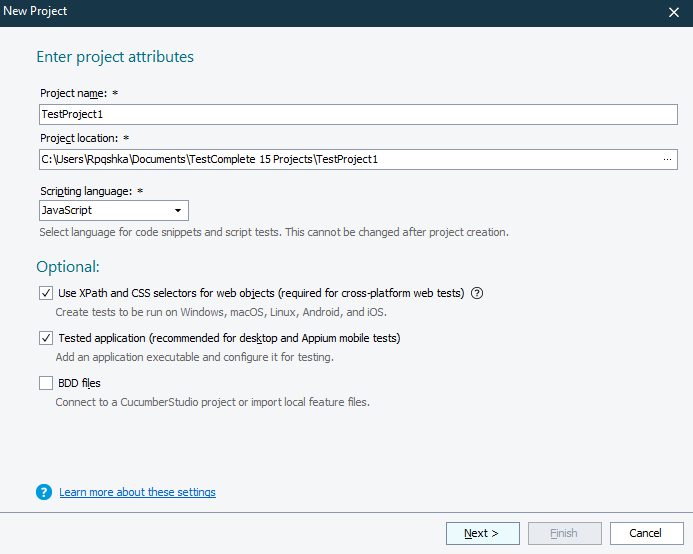 New Project
Enter project attributes
Project name: *
TestProject1
Project location: *
C:\Users\Rpqshka\Documents\TestComplete 15 Projects\TestProject1 ...
Scripting language: *
JavaScript
Select language for code snippets and script tests. This cannot be changed after project creation.
Optional:
Use XPath and CSS selectors for web objects (required for cross-platform web tests) ?
Create tests to be run on Windows, macOS, Linux, Android, and iOS.
Tested application (recommended for desktop and Appium mobile tests)
Add an application executable and configure it for testing.
BDD files
Connect to a CucumberStudio project or import local feature files.
? Learn more about these settings
Next > Finish Cancel